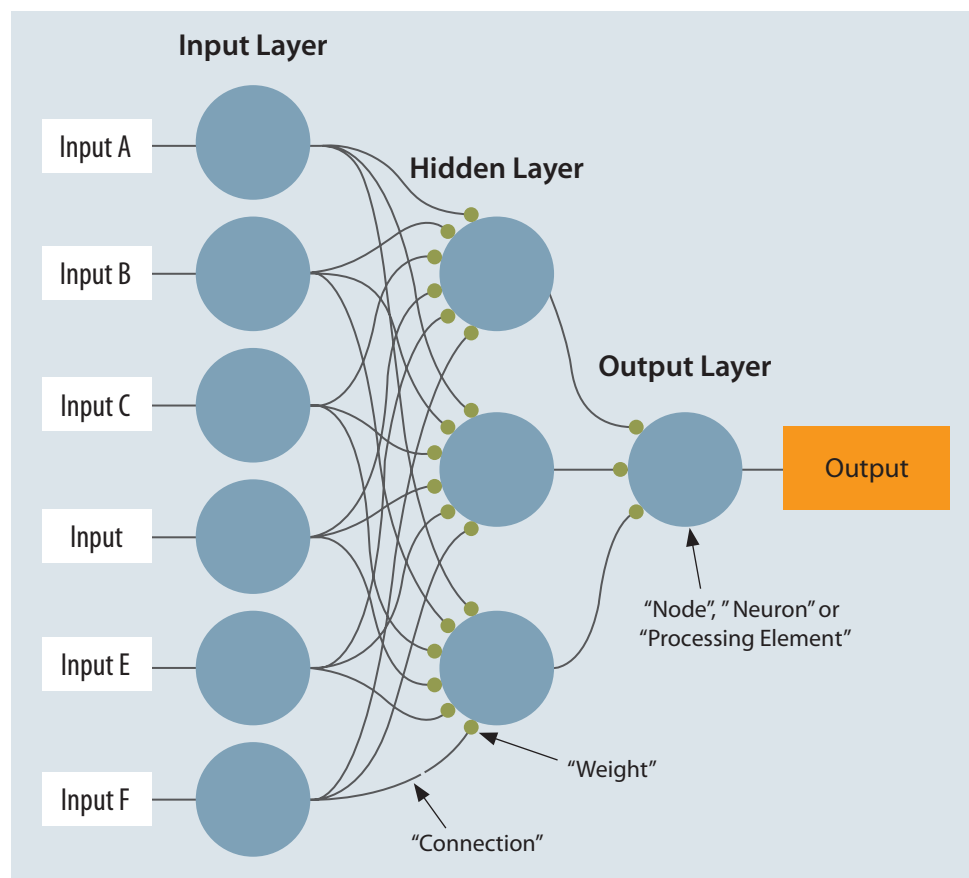 Input Layer
Input A
Hidden Layer
Input B
Output Layer
Input C
Output
Input
“Node”, ” Neuron” or
“Processing Element”
Input E
“Weight”
Input F
“Connection”